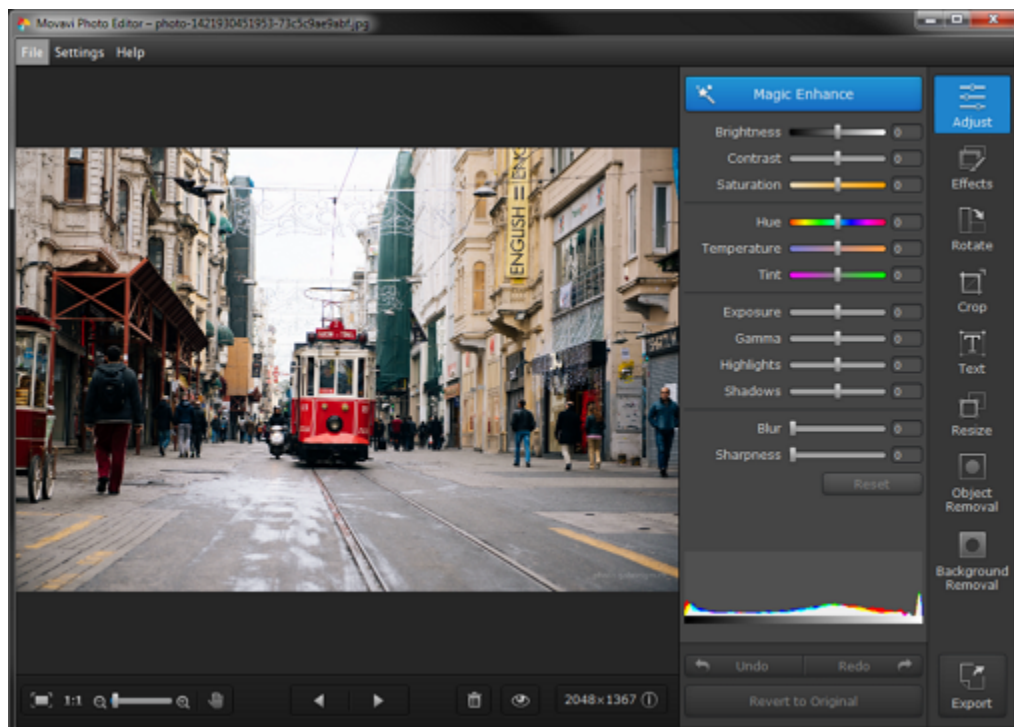 Movavi Photo Editor – photo-1421930451953-73c5c9ae9abf.jpg
File Settings Help
Magic Enhance
Brightness 0
Contrast 0
Saturation 0
Hue 0
Temperature 0
Tint 0
Exposure 0
Gamma 0
Highlights 0
Shadows 0
Blur 0
Sharpness 0
Reset
Undo Redo
Revert to Original
Adjust
Effects
Rotate
Crop
Text
Resize
Object
Removal
Background
Removal
Export
1:1
2048×1367
ENGLISH = ENG